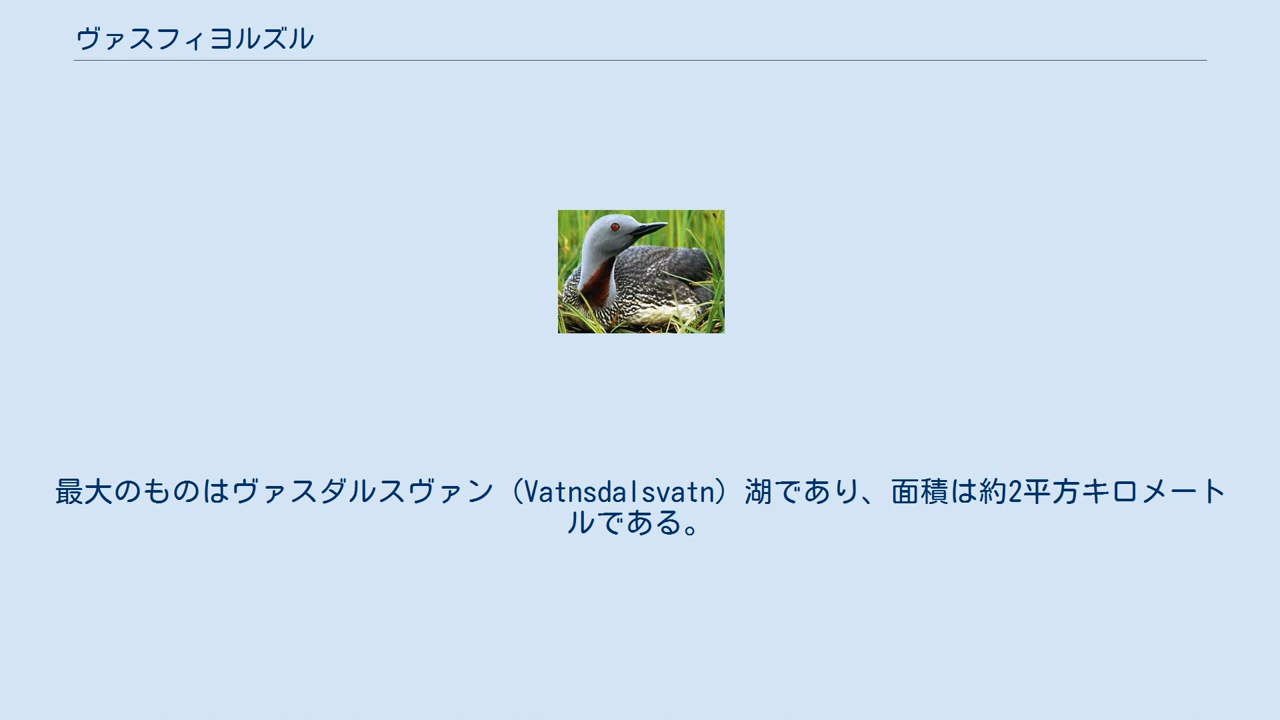 ヴァスフィヨルズル
最大のものはヴァスダルスヴァン（Vatnsdalsvatn）湖であり、面積は約2平方キロメート
ルである。